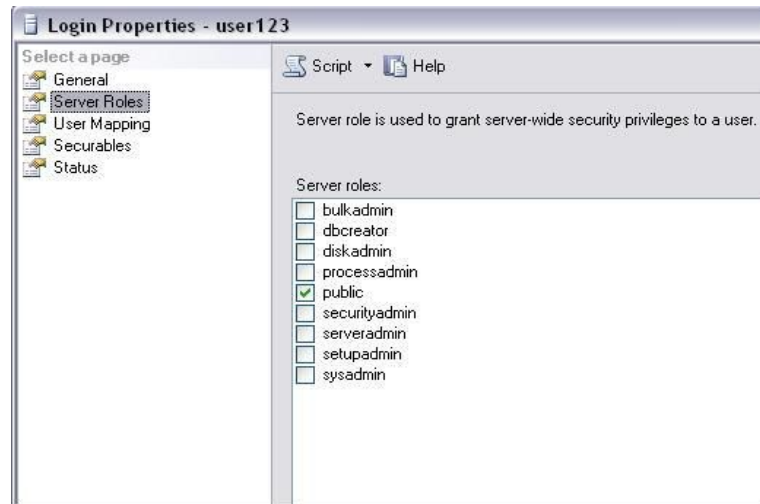 Login Properties - user123
Select a page
General
Server Roles
User Mapping
Securables
Status
Script Help
Server role is used to grant server-wide security privileges to a user.
Server roles:
bulkadmin
dbcreator
diskadmin
processadmin
public
securityadmin
serveradmin
setupadmin
sysadmin